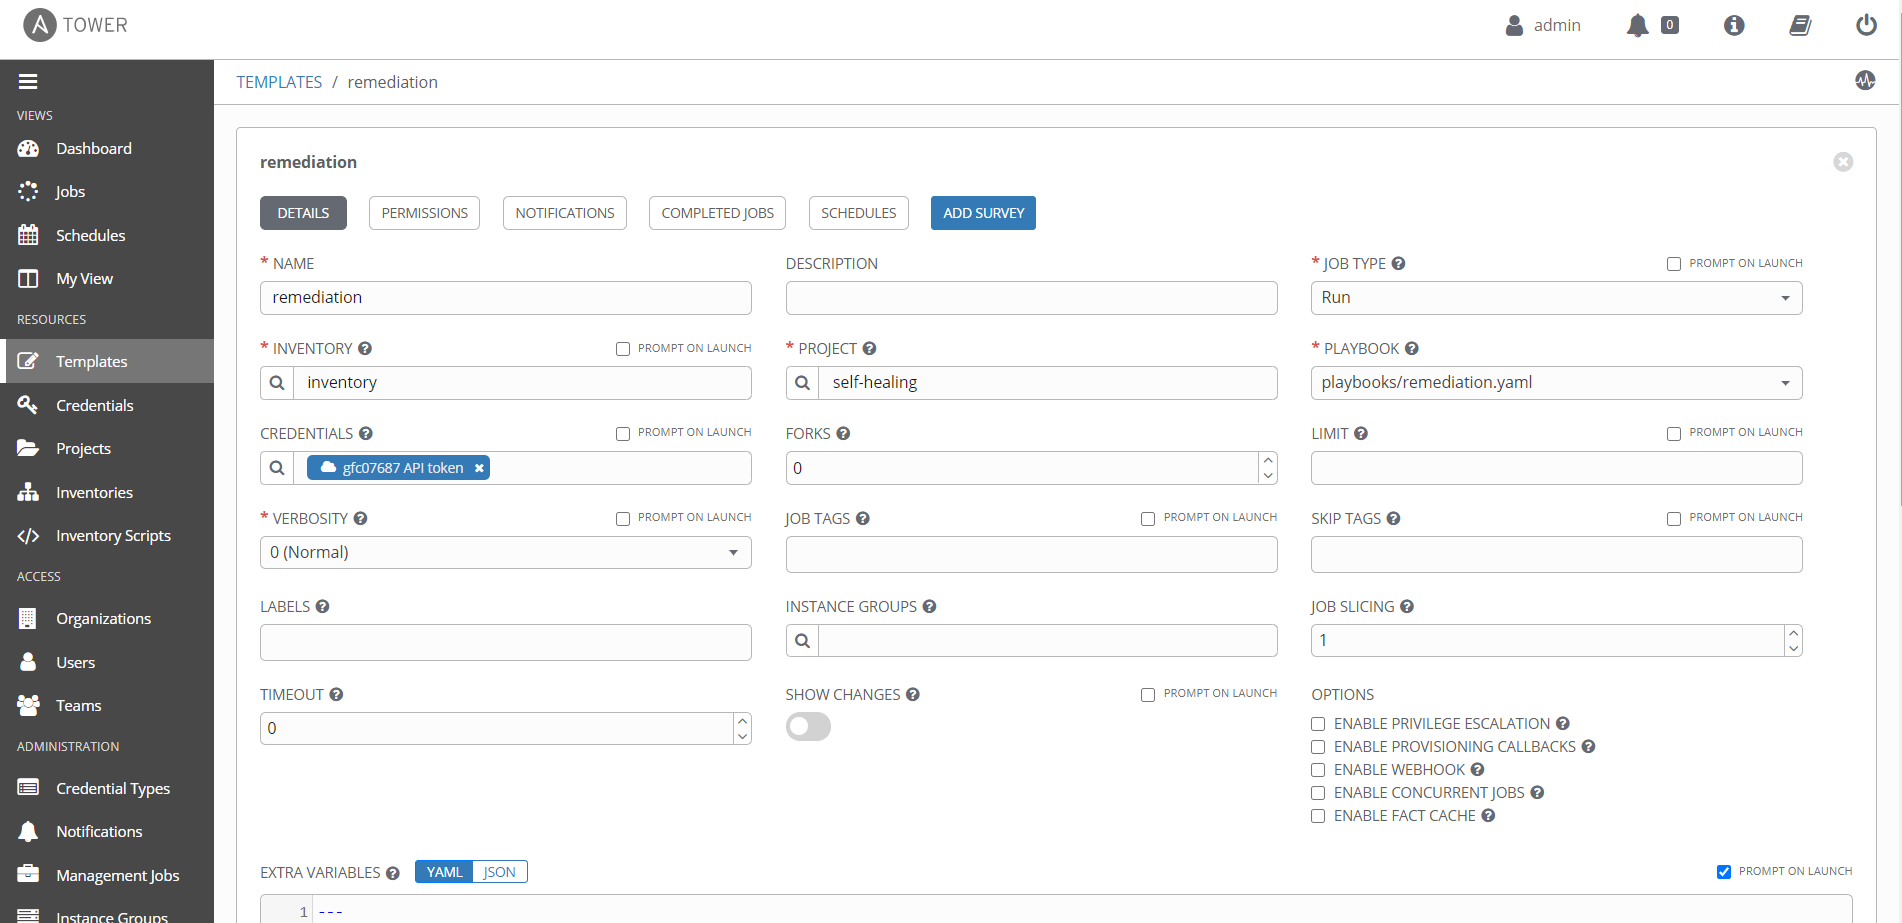 A TOWER
admin
0
VIEWS
Dashboard
Jobs
Schedules
My View
RESOURCES
Templates
Credentials
Projects
Inventories
Inventory Scripts
ACCESS
Organizations
Users
Teams
ADMINISTRATION
Credential Types
Notifications
Management Jobs
Instance Groups
TEMPLATES / remediation
remediation
DETAILS PERMISSIONS NOTIFICATIONS COMPLETED JOBS SCHEDULES ADD SURVEY
* NAME
remediation
DESCRIPTION
* JOB TYPE ? PROMPT ON LAUNCH
Run
* INVENTORY ? PROMPT ON LAUNCH
inventory
* PROJECT ?
self-healing
* PLAYBOOK ?
playbooks/remediation.yaml
CREDENTIALS ? PROMPT ON LAUNCH
gfc07687 API token ×
FORKS ?
0
LIMIT ? PROMPT ON LAUNCH
* VERBOSITY ? PROMPT ON LAUNCH
0 (Normal)
JOB TAGS ? PROMPT ON LAUNCH
SKIP TAGS ? PROMPT ON LAUNCH
LABELS ?
INSTANCE GROUPS ?
JOB SLICING ?
1
TIMEOUT ?
0
SHOW CHANGES ? PROMPT ON LAUNCH
OPTIONS
ENABLE PRIVILEGE ESCALATION ?
ENABLE PROVISIONING CALLBACKS ?
ENABLE WEBHOOK ?
ENABLE CONCURRENT JOBS ?
ENABLE FACT CACHE ?
EXTRA VARIABLES ? YAML JSON PROMPT ON LAUNCH
1 ---